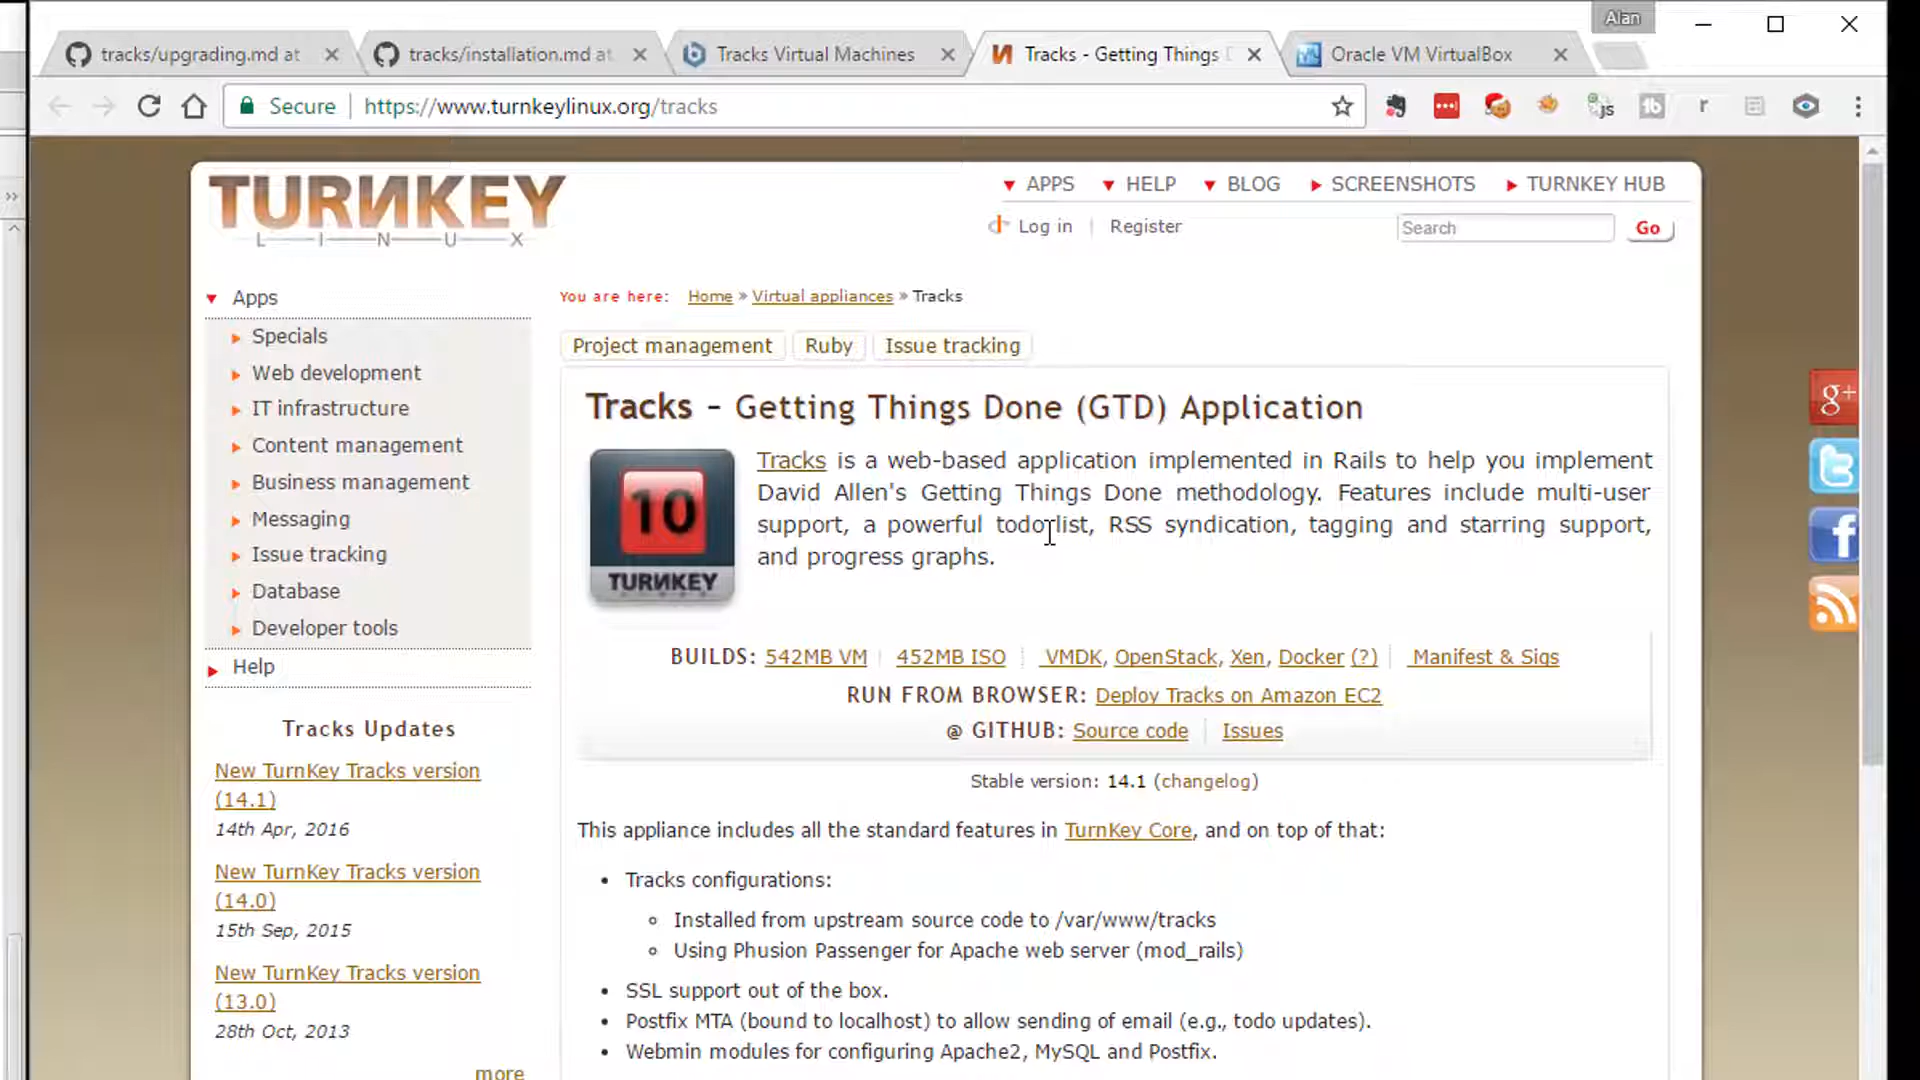 Alan
tracks/upgrading.md at
tracks/installation.md at
Tracks Virtual Machines
Tracks - Getting Things D
Oracle VM VirtualBox
Secure
https://www.turnkeylinux.org/tracks
js
tb
r
TURNKEY
LINUX
APPS
HELP
BLOG
SCREENSHOTS
TURNKEY HUB
Log in
Register
Search
Go
Apps
Specials
Web development
IT infrastructure
Content management
Business management
Messaging
Issue tracking
Database
Developer tools
Help
Tracks Updates
New TurnKey Tracks version
(14.1)
14th Apr, 2016
New TurnKey Tracks version
(14.0)
15th Sep, 2015
New TurnKey Tracks version
(13.0)
28th Oct, 2013
more
You are here: Home » Virtual appliances » Tracks
Project management
Ruby
Issue tracking
Tracks - Getting Things Done (GTD) Application
10
TURNKEY
Tracks is a web-based application implemented in Rails to help you implement
David Allen's Getting Things Done methodology. Features include multi-user
support, a powerful todo list, RSS syndication, tagging and starring support,
and progress graphs.
BUILDS: 542MB VM | 452MB ISO | VMDK, OpenStack, Xen, Docker (?) | Manifest & Sigs
RUN FROM BROWSER: Deploy Tracks on Amazon EC2
@ GITHUB: Source code | Issues
Stable version: 14.1 (changelog)
This appliance includes all the standard features in TurnKey Core, and on top of that:
• Tracks configurations:
Installed from upstream source code to /var/www/tracks
Using Phusion Passenger for Apache web server (mod_rails)
• SSL support out of the box.
• Postfix MTA (bound to localhost) to allow sending of email (e.g., todo updates).
• Webmin modules for configuring Apache2, MySQL and Postfix.
g+